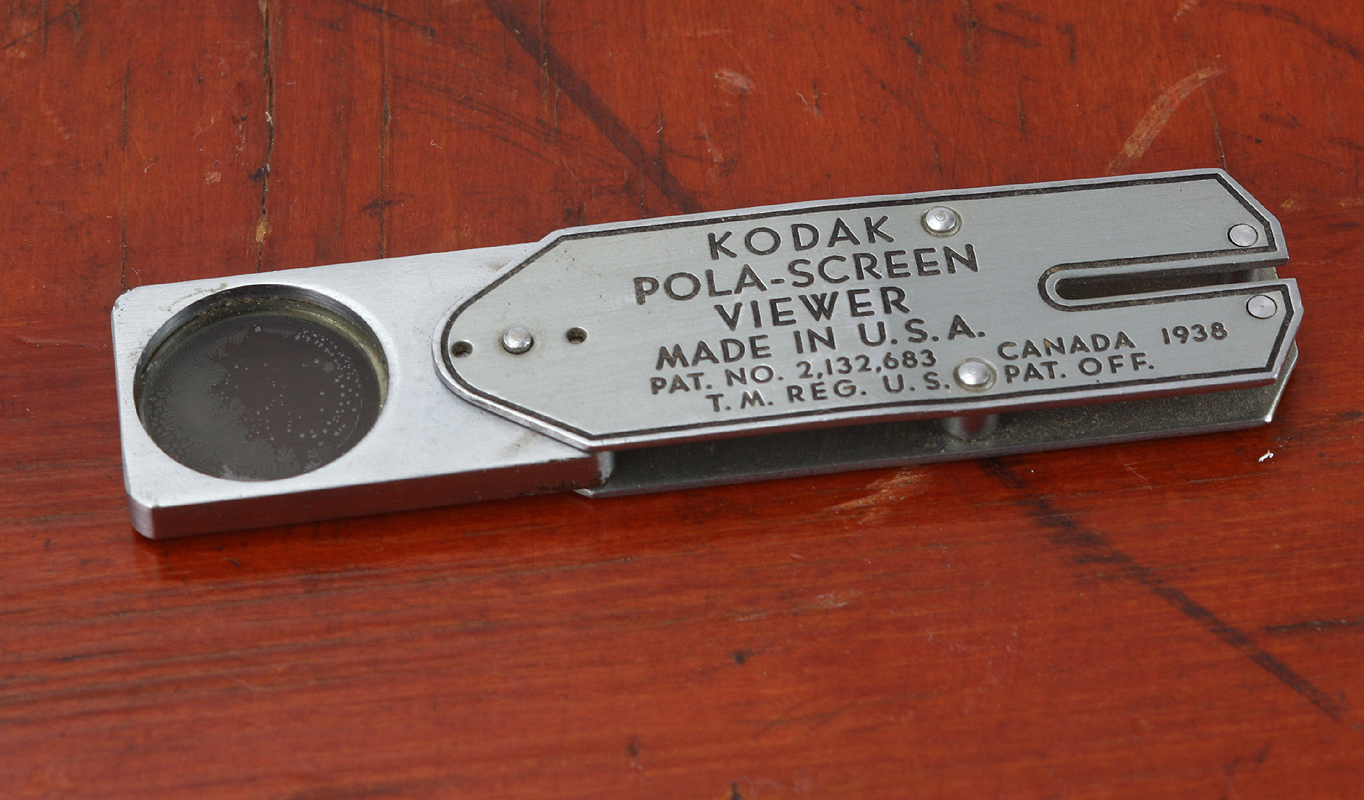 KODAK
POLA-SCREEN
VIEWER
MADE IN U.S.A.
PAT. NO. 2,132,683 CANADA 1938
T.M. REG. U.S. PAT. OFF.